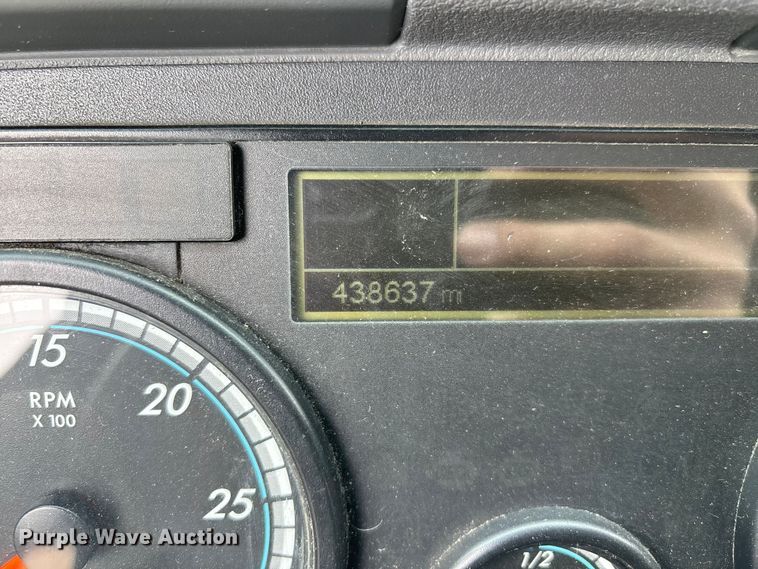 438637 mi
15
RPM
X 100
20
25
1/2
Purple Wave Auction